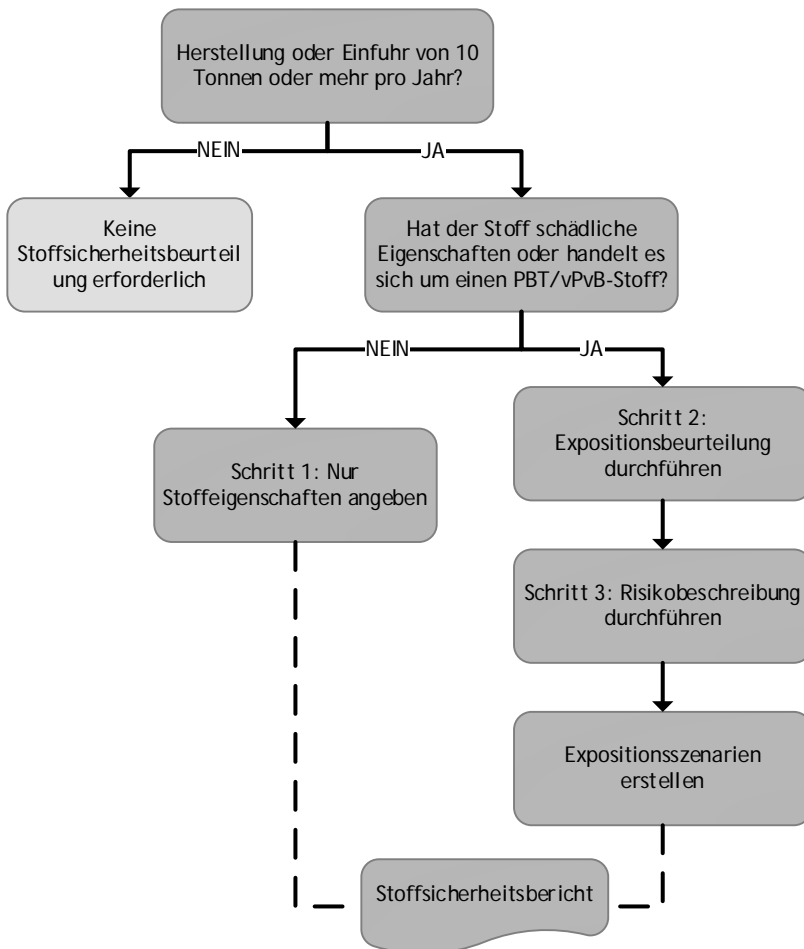 Herstellung oder Einfuhr von 10
Tonnen oder mehr pro Jahr?
NEIN
JA
Keine
Stoffsicherheitsbeurteil
ung erforderlich
Hat der Stoff schädliche
Eigenschaften oder handelt es
sich um einen PBT/vPvB-Stoff?
NEIN
JA
Schritt 1: Nur
Stoffeigenschaften angeben
Schritt 2:
Expositionsbeurteilung
durchführen
Schritt 3: Risikobeschreibung
durchführen
Expositionsszenarien
erstellen
Stoffsicherheitsbericht